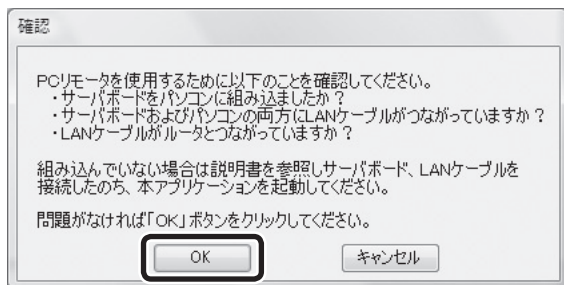 確認
PCリモータを使用するために以下のことを確認してください。
・サーバボードをパソコンに組み込ましたか？
・サーバボードおよびパソコンの両方にLANケーブルがつながっていますか？
・LANケーブルがルータとつながっていますか？
組み込んでいない場合は説明書を参照しサーバボード、LANケーブルを
接続したのち、本アプリケーションを起動してください。
問題がなければ「OK」ボタンをクリックしてください。
OK
キャンセル